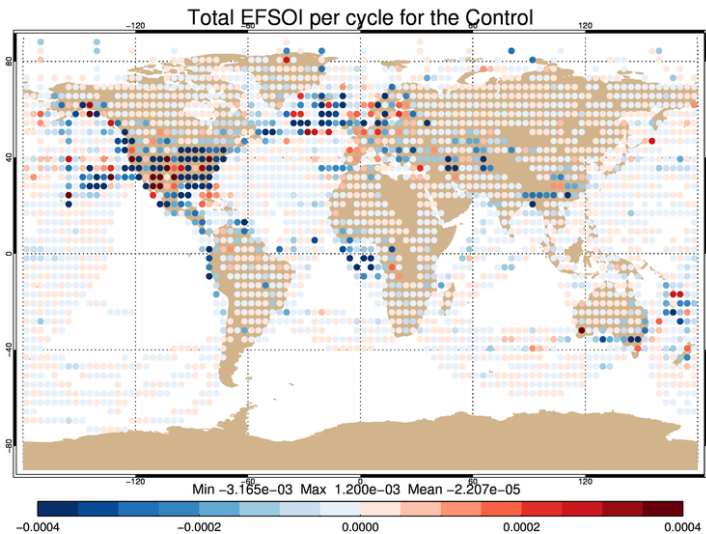 Total EFSOI per cycle for the Control
−120 −60 0 60 120
80
40
0
−40
−80
−120 −60 0 60 120
Min −3.165e−03 Max 1.200e−03 Mean −2.207e−05
−0.0004 −0.0002 0.0000 0.0002 0.0004